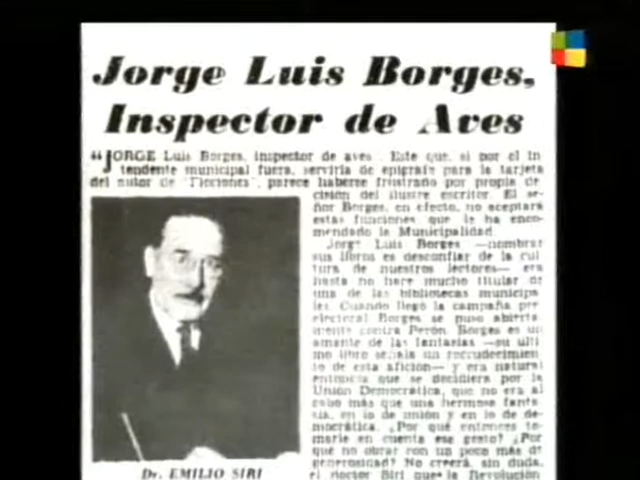 Jorge Luis Borges,
Inspector de Aves
"JORGE Luis Borges, inspector de aves". Este que, si por el in-
tendente municipal fuera, serviría de epígrafe para la tarjeta
del autor de "Ficciones", parece haberse frustrado por propia de-
cisión del ilustre escritor. El se-
ñor Borges, en efecto, no aceptará
estas funciones que le ha enco-
mendado la Municipalidad.
Jorge Luis Borges —nombrar
sus libros es desconfiar de la cul-
tura de nuestros lectores— era
hasta no hace mucho titular de
una de las bibliotecas municipa-
les. Cuando llegó la campaña pre
electoral Borges se puso abierta-
mente contra Perón. Borges es un
amante de las fantasías —su últi-
mo libro señala un recrudecimien-
to de esta afición— y era natural
entonces que se decidiera por la
Unión Democrática, que no era al
cabo más que una hermosa fanta-
sía, en lo de unión y en lo de de-
mocrática. ¿Por qué entonces to-
marle en cuenta ese gesto? ¿Por
qué no obrar con un poco más de
generosidad? No creerá, sin duda,
el doctor Siri que la Revolución
Dr. EMILIO SIRI